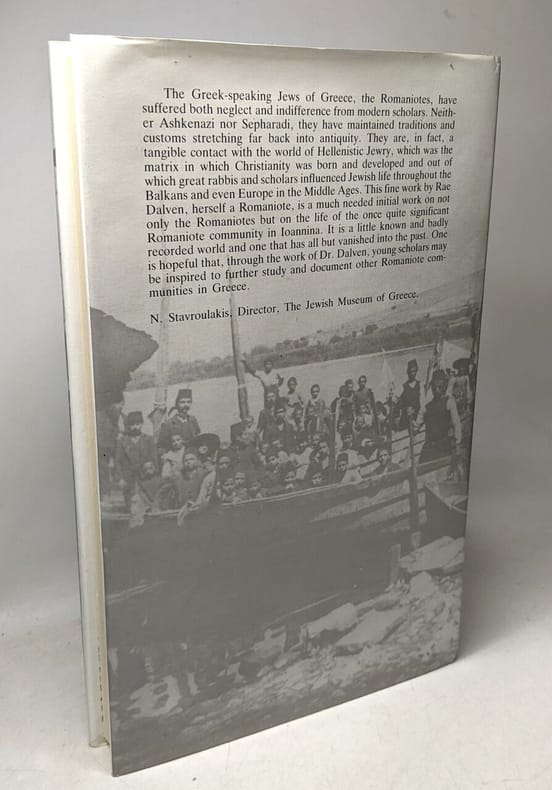 The Greek-speaking Jews of Greece, the Romaniotes, have
suffered both neglect and indifference from modern scholars. Neith-
er Ashkenazi nor Sepharadi, they have maintained traditions and
customs stretching far back into antiquity. They are, in fact, a
tangible contact with the world of Hellenistic Jewry, which was the
matrix in which Christianity was born and developed and out of
which great rabbis and scholars influenced Jewish life throughout the
Balkans and even Europe in the Middle Ages. This fine work by Rae
Dalven, herself a Romaniote, is a much needed initial work on not
only the Romaniotes but on the life of the once quite significant
Romaniote community in Ioannina. It is a little known and badly
recorded world and one that has all but vanished into the past. One
is hopeful that, through the work of Dr. Dalven, young scholars may
be inspired to further study and document other Romaniote com-
munities in Greece.
N. Stavroulakis, Director, The Jewish Museum of Greece.